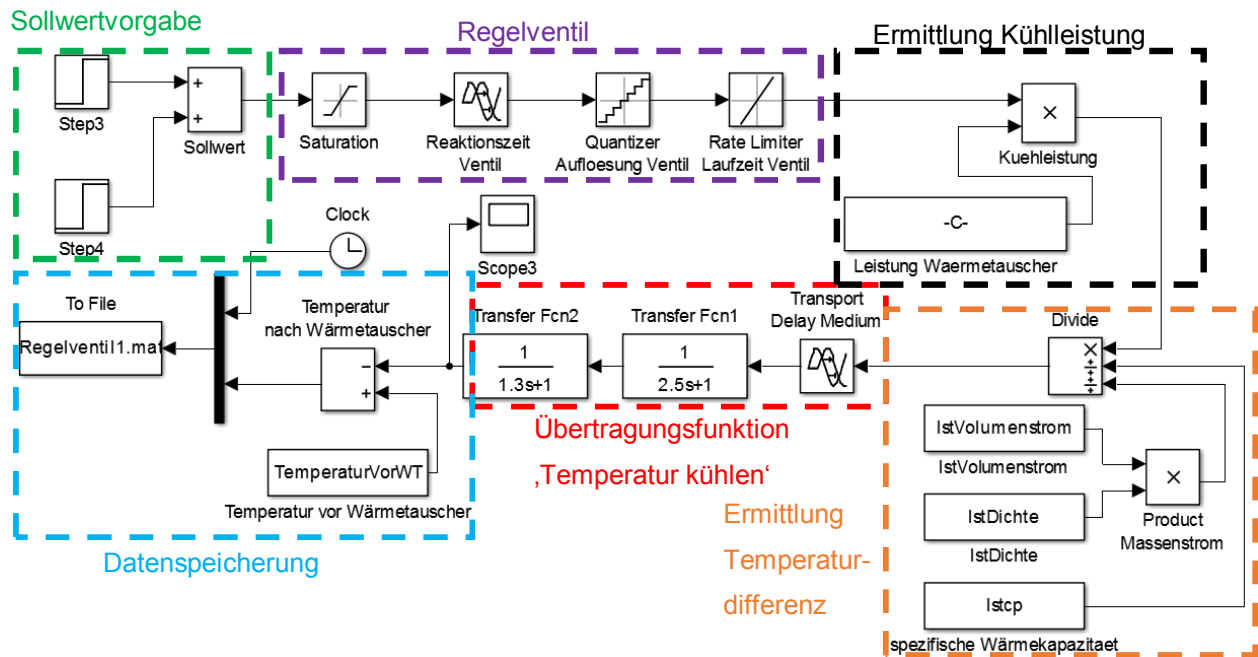 Sollwertvorgabe
Regelventil
Ermittlung Kühlleistung
Step3
+
+
Sollwert
Step4
Saturation
Reaktionszeit
Ventil
Quantizer
Aufloesung Ventil
Rate Limiter
Laufzeit Ventil
×
Kuehleistung
-C-
Leistung Waermetauscher
Clock
Scope3
To File
Regelventil1.mat
Temperatur
nach Wärmetauscher
−
+
TemperaturVorWT
Temperatur vor Wärmetauscher
Datenspeicherung
Transfer Fcn2
1
1.3s+1
Transfer Fcn1
1
2.5s+1
Transport
Delay Medium
Übertragungsfunktion
‚Temperatur kühlen‘
Divide
×
÷
÷
IstVolumenstrom
IstVolumenstrom
IstDichte
IstDichte
×
Product
Massenstrom
Istcp
spezifische Wärmekapazitaet
Ermittlung
Temperatur-
differenz